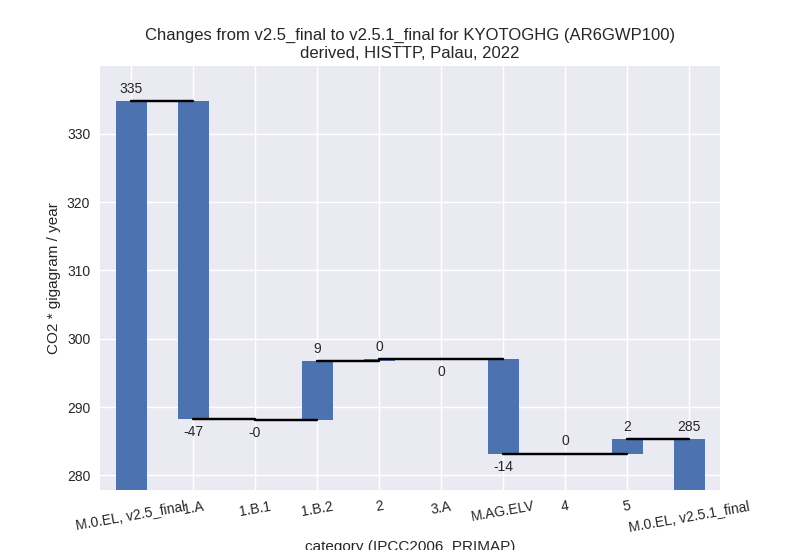 Changes from v2.5_final to v2.5.1_final for KYOTOGHG (AR6GWP100)
derived, HISTTP, Palau, 2022
CO2 * gigagram / year
330
320
310
300
290
280
335
-47
-0
9
0
0
-14
0
2
285
M.0.EL, v2.5_final
1.A
1.B.1
1.B.2
2
3.A
M.AG.ELV
4
5
M.0.EL, v2.5.1_final
category (IPCC2006_PRIMAP)